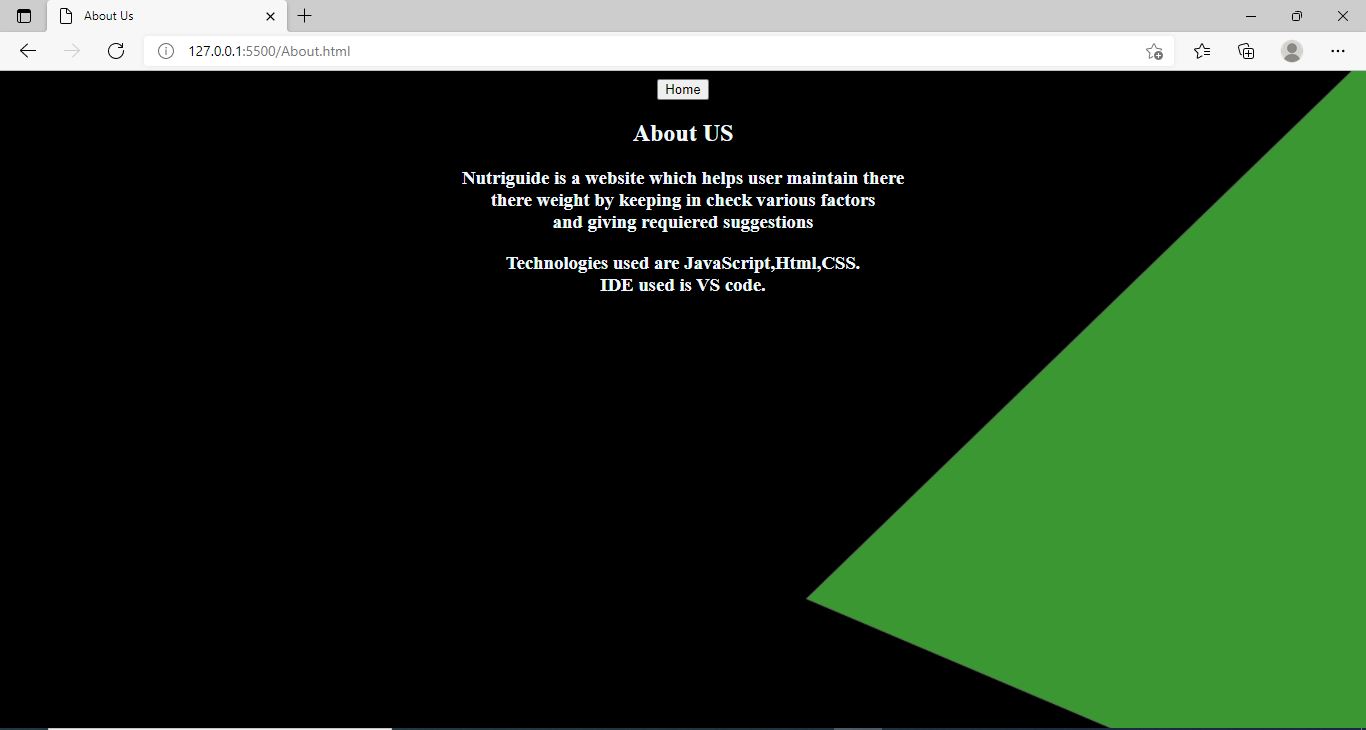 About Us
127.0.0.1:5500/About.html
Home
About US
Nutriguide is a website which helps user maintain there
there weight by keeping in check various factors
and giving requiered suggestions
Technologies used are JavaScript,Html,CSS.
IDE used is VS code.